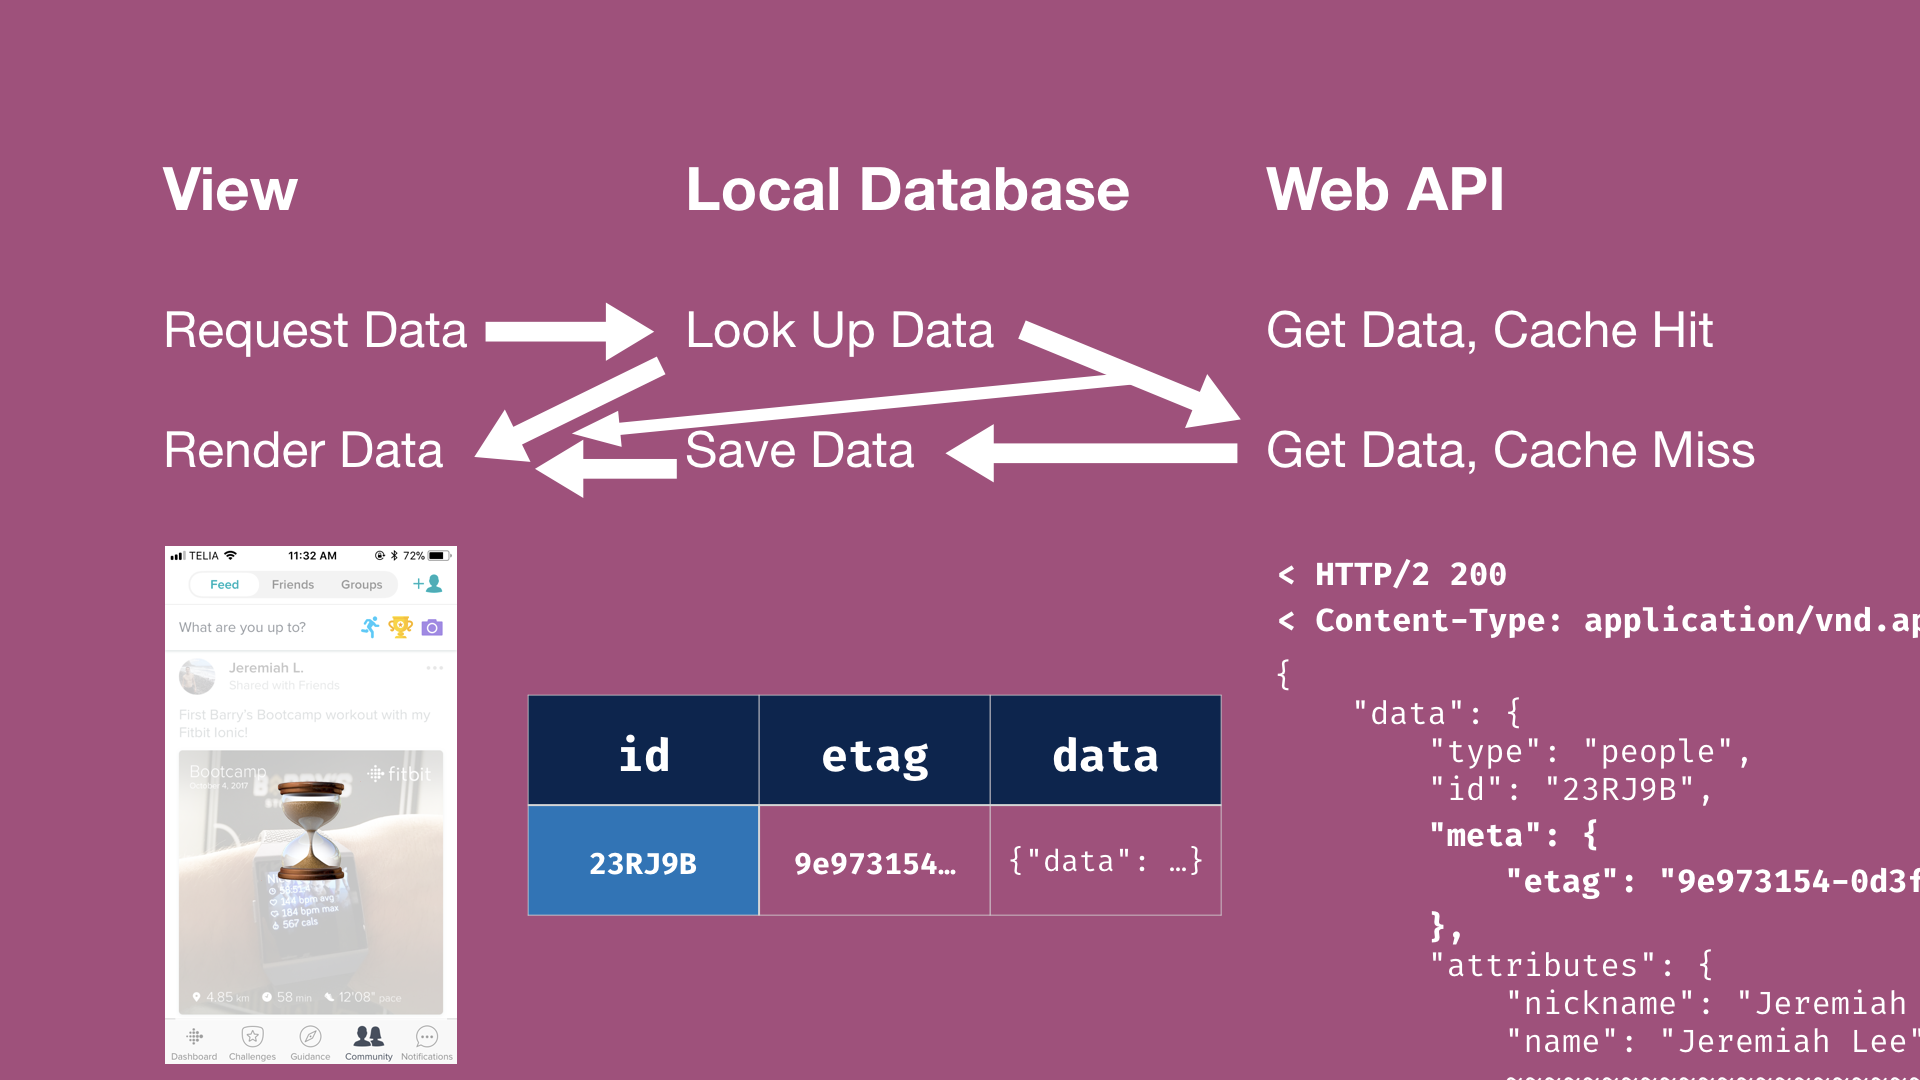 View
Local Database
Web API
Request Data
Look Up Data
Get Data, Cache Hit
Render Data
Save Data
Get Data, Cache Miss
TELIA
11:32 AM
72%
Feed
Friends
Groups
What are you up to?
Jeremiah L.
Shared with Friends
First Barry's Bootcamp workout with my
Fitbit Ionic!
Bootcamp
October 4, 2017
fitbit
144 bpm avg
184 bpm max
567 cals
4.85 km
58 min
12'08" pace
Dashboard
Challenges
Guidance
Community
Notifications
id
etag
data
23RJ9B
9e973154…
{"data": …}
< HTTP/2 200
< Content-Type: application/vnd.ap
{
"data": {
"type": "people",
"id": "23RJ9B",
"meta": {
"etag": "9e973154-0d3f
},
"attributes": {
"nickname": "Jeremiah
"name": "Jeremiah Lee"